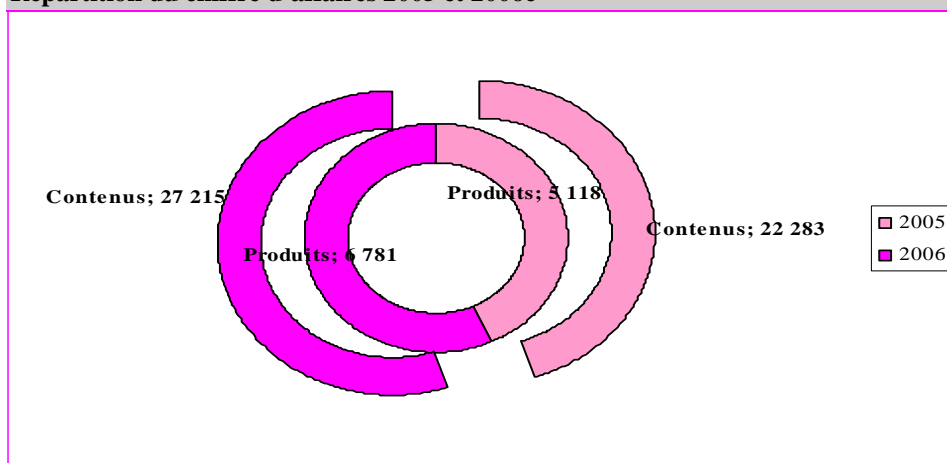 Répartition du chiffre d'affaires 2005 et 2006e
Contenus; 27 215
Produits; 5 118
Contenus; 22 283
Produits; 6 781
2005
2006